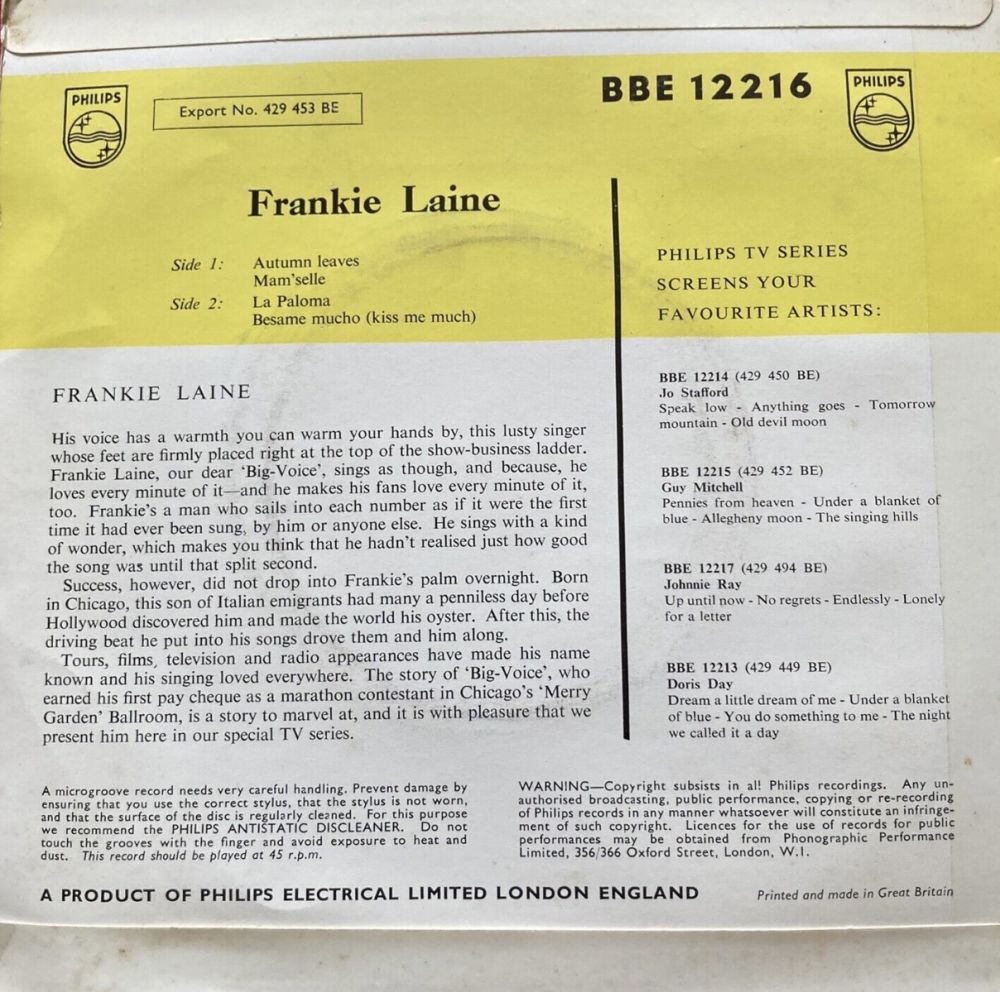 PHILIPS
Export No. 429 453 BE
BBE 12216
PHILIPS
Frankie Laine
Side 1: Autumn leaves
Mam'selle
Side 2: La Paloma
Besame mucho (kiss me much)
FRANKIE LAINE
His voice has a warmth you can warm your hands by, this lusty singer
whose feet are firmly placed right at the top of the show-business ladder.
Frankie Laine, our dear 'Big-Voice', sings as though, and because, he
loves every minute of it—and he makes his fans love every minute of it,
too. Frankie's a man who sails into each number as if it were the first
time it had ever been sung, by him or anyone else. He sings with a kind
of wonder, which makes you think that he hadn't realised just how good
the song was until that split second.
Success, however, did not drop into Frankie's palm overnight. Born
in Chicago, this son of Italian emigrants had many a penniless day before
Hollywood discovered him and made the world his oyster. After this, the
driving beat he put into his songs drove them and him along.
Tours, films, television and radio appearances have made his name
known and his singing loved everywhere. The story of 'Big-Voice', who
earned his first pay cheque as a marathon contestant in Chicago's 'Merry
Garden' Ballroom, is a story to marvel at, and it is with pleasure that we
present him here in our special TV series.
PHILIPS TV SERIES
SCREENS YOUR
FAVOURITE ARTISTS:
BBE 12214 (429 450 BE)
Jo Stafford
Speak low - Anything goes - Tomorrow
mountain - Old devil moon
BBE 12215 (429 452 BE)
Guy Mitchell
Pennies from heaven - Under a blanket of
blue - Allegheny moon - The singing hills
BBE 12217 (429 494 BE)
Johnnie Ray
Up until now - No regrets - Endlessly - Lonely
for a letter
BBE 12213 (429 449 BE)
Doris Day
Dream a little dream of me - Under a blanket
of blue - You do something to me - The night
we called it a day
A microgroove record needs very careful handling. Prevent damage by
ensuring that you use the correct stylus, that the stylus is not worn,
and that the surface of the disc is regularly cleaned. For this purpose
we recommend the PHILIPS ANTISTATIC DISCLEANER. Do not
touch the grooves with the finger and avoid exposure to heat and
dust. This record should be played at 45 r.p.m.
WARNING—Copyright subsists in all Philips recordings. Any un-
authorised broadcasting, public performance, copying or re-recording
of Philips records in any manner whatsoever will constitute an infringe-
ment of such copyright. Licences for the use of records for public
performances may be obtained from Phonographic Performance
Limited, 356/366 Oxford Street, London, W.1.
A PRODUCT OF PHILIPS ELECTRICAL LIMITED LONDON ENGLAND
Printed and made in Great Britain